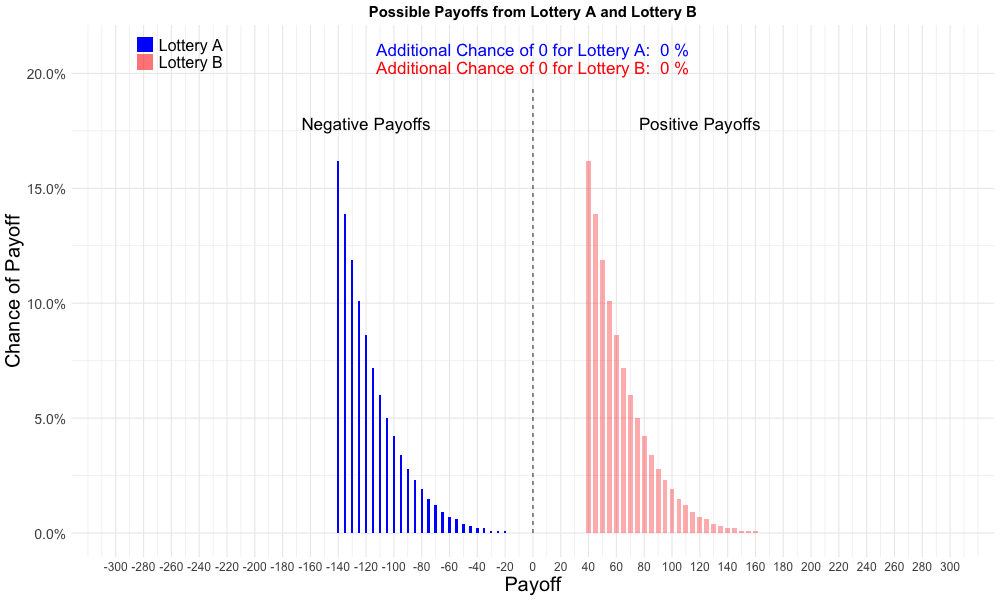 Possible Payoffs from Lottery A and Lottery B
Lottery A
Lottery B
Additional Chance of 0 for Lottery A:  0 %
Additional Chance of 0 for Lottery B:  0 %
Negative Payoffs
Positive Payoffs
Chance of Payoff
20.0%
15.0%
10.0%
5.0%
0.0%
-300 -280 -260 -240 -220 -200 -180 -160 -140 -120 -100 -80 -60 -40 -20 0 20 40 60 80 100 120 140 160 180 200 220 240 260 280 300
Payoff